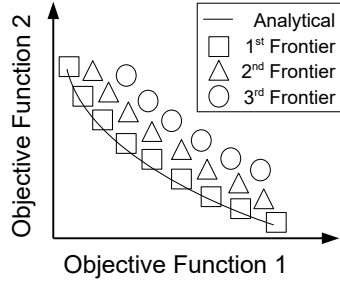 Objective Function 2
Analytical
1st Frontier
2nd Frontier
3rd Frontier
Objective Function 1